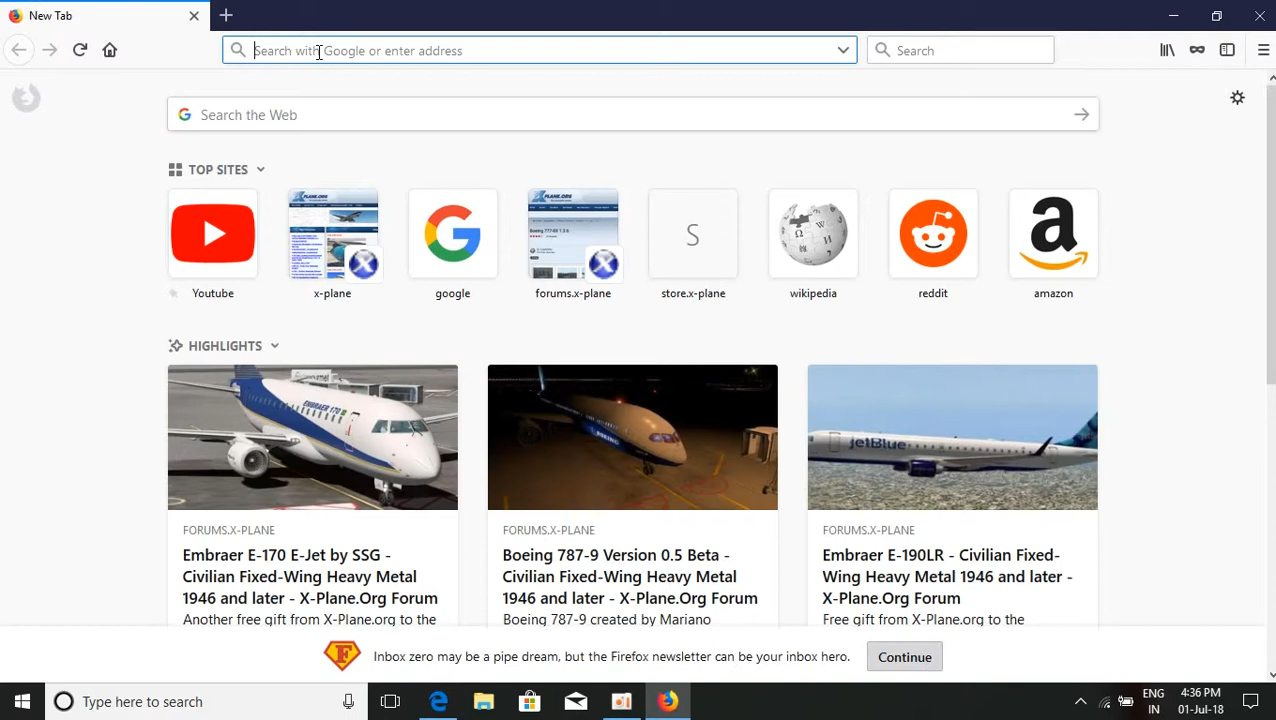 New Tab
Search with Google or enter address
Search
Search the Web
TOP SITES
X-PLANE.ORG
S
Youtube
x-plane
google
forums.x-plane
store.x-plane
wikipedia
reddit
amazon
HIGHLIGHTS
EMBRAER 170
BOEING
jetBlue
FORUMS.X-PLANE
Embraer E-170 E-Jet by SSG -
Civilian Fixed-Wing Heavy Metal
1946 and later - X-Plane.Org Forum
Another free gift from X-Plane.org to the
FORUMS.X-PLANE
Boeing 787-9 Version 0.5 Beta -
Civilian Fixed-Wing Heavy Metal
1946 and later - X-Plane.Org Forum
Boeing 787-9 created by Mariano
FORUMS.X-PLANE
Embraer E-190LR - Civilian Fixed-
Wing Heavy Metal 1946 and later -
X-Plane.Org Forum
Free gift from X-Plane.org to the
Inbox zero may be a pipe dream, but the Firefox newsletter can be your inbox hero.
Continue
Type here to search
ENG
IN
4:36 PM
01-Jul-18